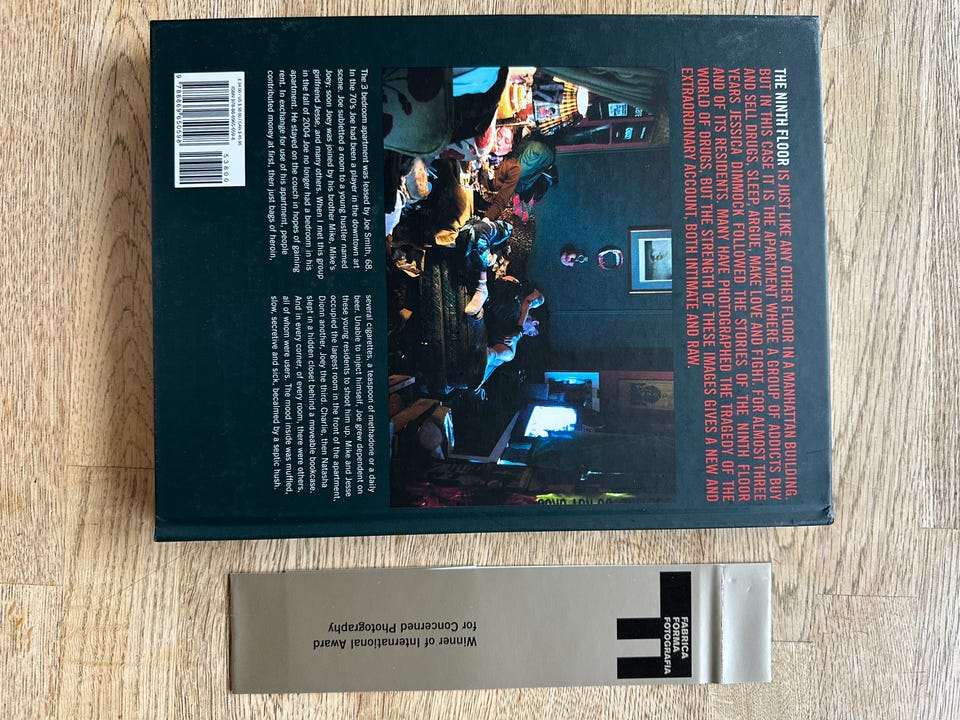 THE NINTH FLOOR IS JUST LIKE ANY OTHER FLOOR IN A MANHATTAN BUILDING,
BUT IN THIS CASE IT IS THE APARTMENT WHERE A GROUP OF ADDICTS BUY
AND SELL DRUGS, SLEEP, ARGUE, MAKE LOVE AND FIGHT. FOR ALMOST THREE
YEARS JESSICA DIMMOCK FOLLOWED THE STORIES OF THE NINTH FLOOR
AND OF ITS RESIDENTS. MANY HAVE PHOTOGRAPHED THE TRAGEDY OF THE
WORLD OF DRUGS, BUT THE STRENGTH OF THESE IMAGES GIVES A NEW AND
EXTRAORDINARY ACCOUNT, BOTH INTIMATE AND RAW.
The 3 bedroom apartment was leased by Joe Smith, 68.
In the 70's Joe had been a player in the downtown art
scene. Joe subletted a room to a young hustler named
Joey; soon Joey was joined by his brother Mike, Mike's
girlfriend Jesse, and many others. When I met this group
in the fall of 2004 Joe no longer had a bedroom in his
apartment. He stayed on the couch in hopes of gaining
rent. In exchange for use of his apartment, people
contributed money at first, then just bags of heroin,
several cigarettes, a teaspoon of methadone or a daily
beer. Unable to inject himself, Joe grew dependent on
these young residents to shoot him up. Mike and Jesse
occupied the largest room in the front of the apartment,
Dionn another, Joey the third. Charlie, then Natasha
slept in a hidden closet behind a moveable bookcase.
And in every corner, of every room, there were others,
all of whom were users. The mood inside was muffled,
slow, secretive and sick, becalmed by a septic hush.
53800
9 788869 650598
FABRICA
FORMA
FOTOGRAFIA
Winner of International Award
for Concerned Photography